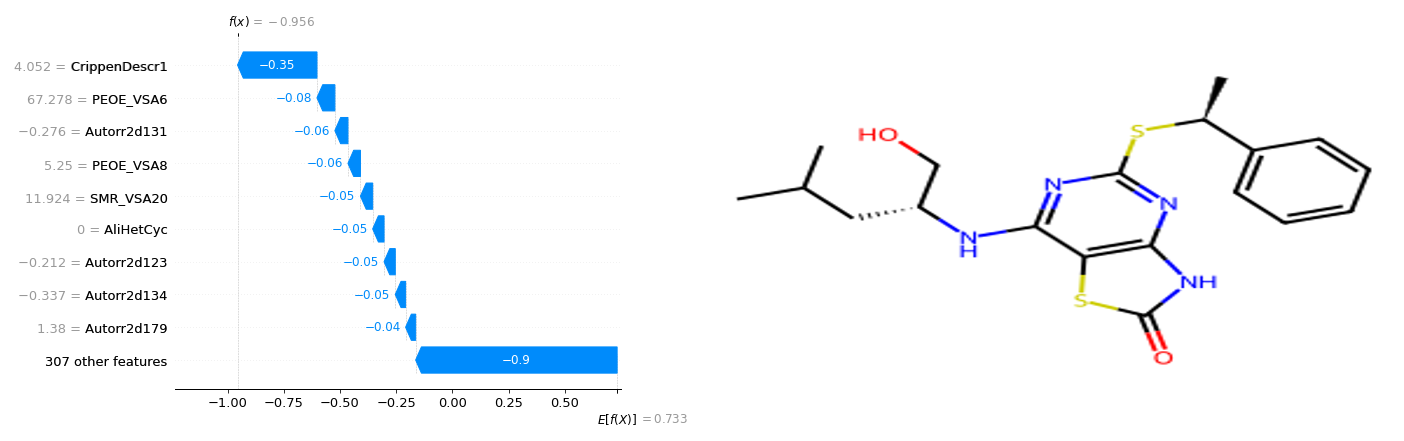 f(x) = −0.956
4.052 = CrippenDescr1
−0.35
67.278 = PEOE_VSA6
−0.08
−0.276 = Autorr2d131
−0.06
5.25 = PEOE_VSA8
−0.06
11.924 = SMR_VSA20
−0.05
0 = AliHetCyc
−0.05
−0.212 = Autorr2d123
−0.05
−0.337 = Autorr2d134
−0.05
1.38 = Autorr2d179
−0.04
307 other features
−0.9
−1.00 −0.75 −0.50 −0.25 0.00 0.25 0.50
E[f(X)] = 0.733
HO
S
N
N
N
H
NH
S
O